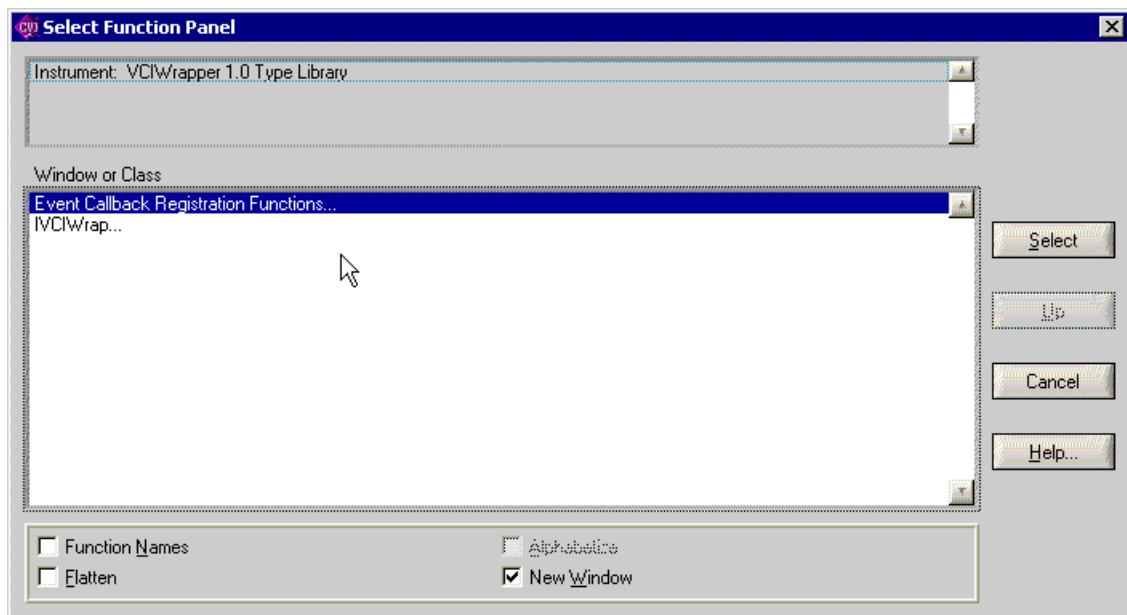 CVI Select Function Panel
Instrument: VCIWrapper 1.0 Type Library
Window or Class
Event Callback Registration Functions...
IVCIWrap...
Select
Up
Cancel
Help...
Function Names
Alphabetize
Flatten
New Window